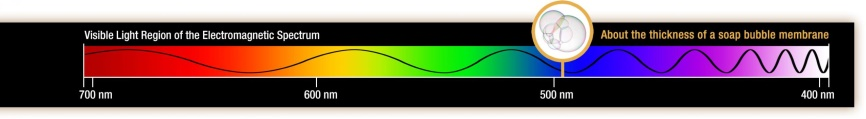 Visible Light Region of the Electromagnetic Spectrum
About the thickness of a soap bubble membrane
700 nm
600 nm
500 nm
400 nm